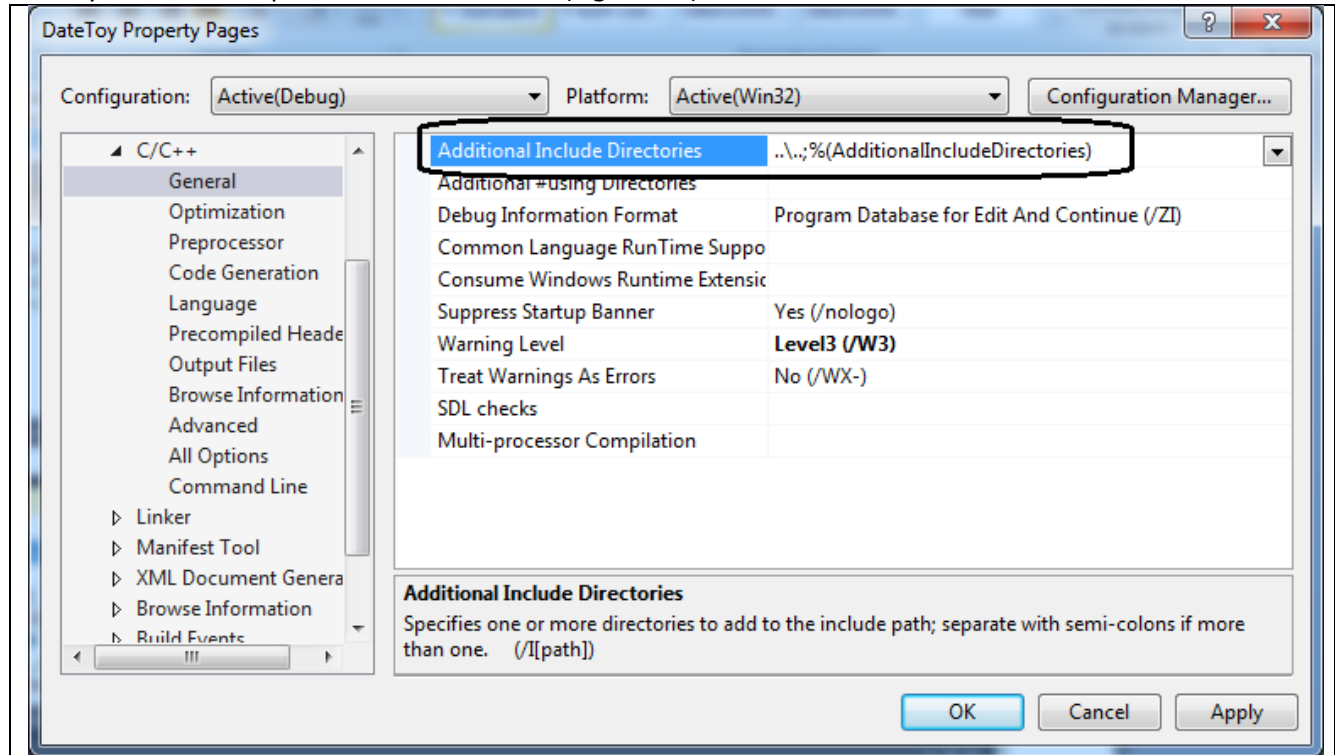 DateToy Property Pages
Configuration: Active(Debug) Platform: Active(Win32) Configuration Manager...
C/C++
General
Optimization
Preprocessor
Code Generation
Language
Precompiled Heade
Output Files
Browse Information
Advanced
All Options
Command Line
Linker
Manifest Tool
XML Document Genera
Browse Information
Build Events
Additional Include Directories ..\..;%(AdditionalIncludeDirectories)
Additional #using Directories
Debug Information Format Program Database for Edit And Continue (/ZI)
Common Language RunTime Suppo
Consume Windows Runtime Extensic
Suppress Startup Banner Yes (/nologo)
Warning Level Level3 (/W3)
Treat Warnings As Errors No (/WX-)
SDL checks
Multi-processor Compilation
Additional Include Directories
Specifies one or more directories to add to the include path; separate with semi-colons if more
than one. (/I[path])
OK Cancel Apply